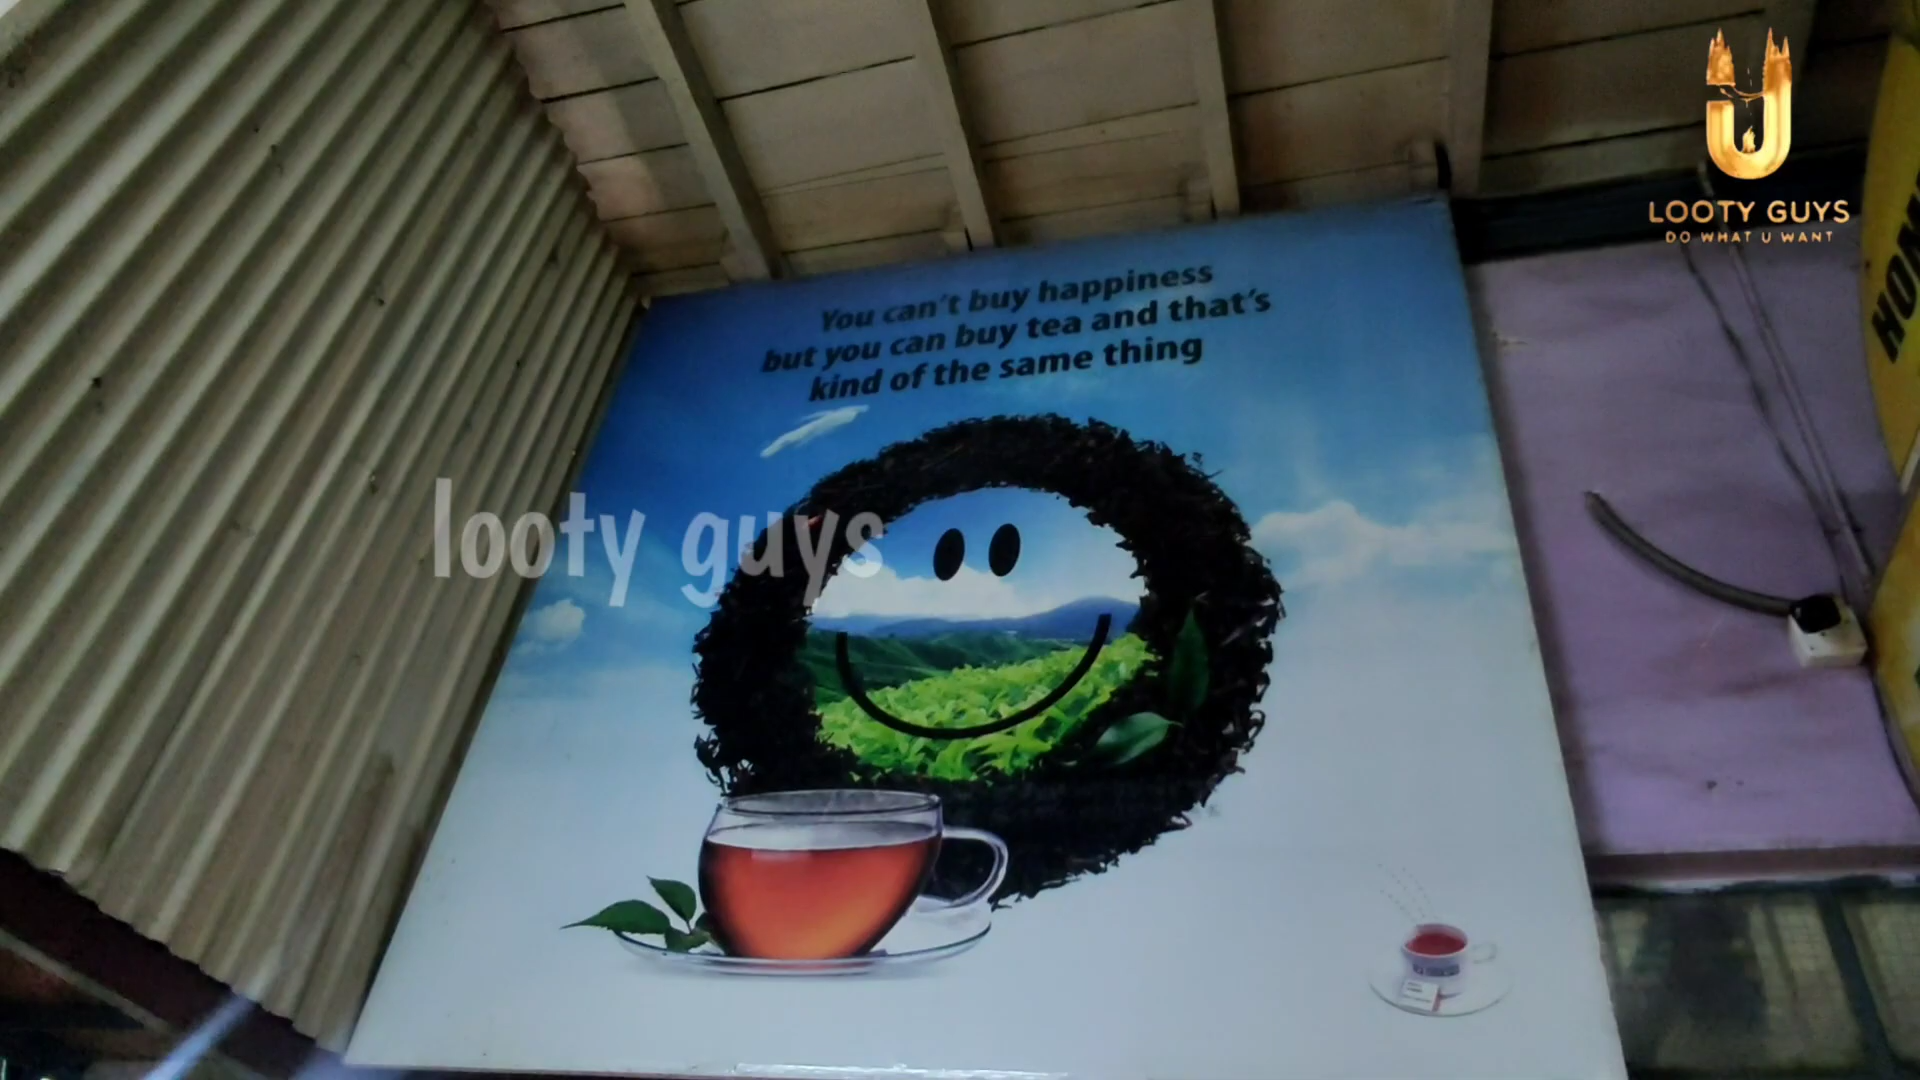 LOOTY GUYS
DO WHAT U WANT
You can't buy happiness
but you can buy tea and that's
kind of the same thing
looty guys